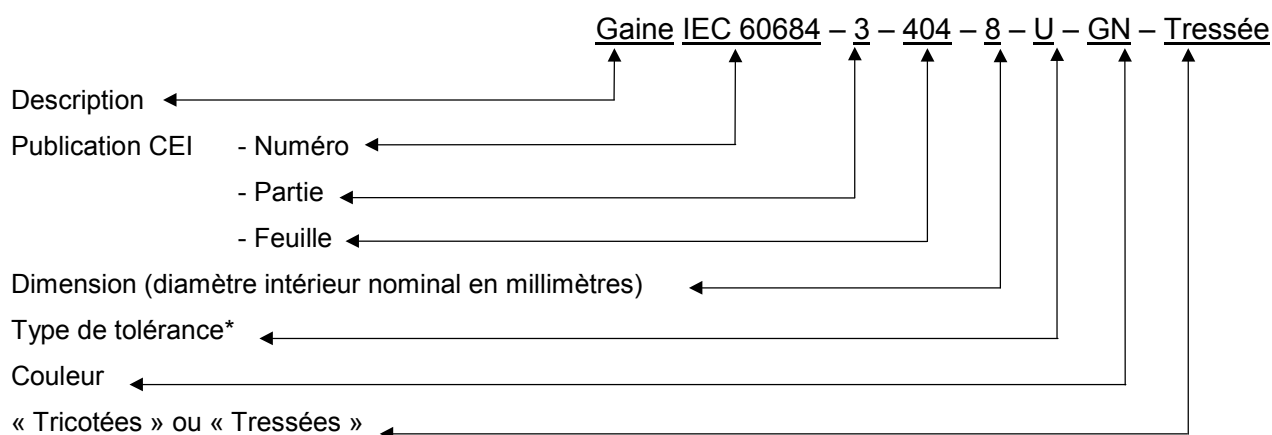 Gaine IEC 60684 – 3 – 404 – 8 – U – GN – Tressée
Description
Publication CEI - Numéro
- Partie
- Feuille
Dimension (diamètre intérieur nominal en millimètres)
Type de tolérance*
Couleur
« Tricotées » ou « Tressées »